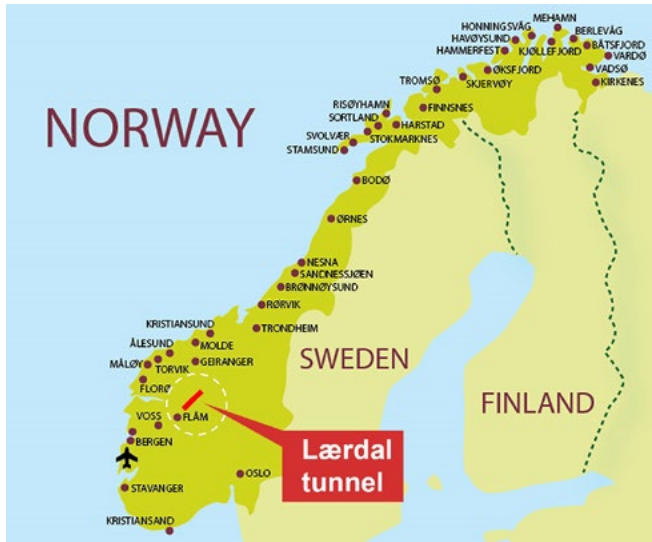 MEHAMN
HONNINGSVÅG
BERLEVÅG
HAVØYSUND
BÅTSFJORD
HAMMERFEST
KJØLLEFJORD
VARDØ
ØKSFJORD
VADSØ
TROMSØ
SKJERVØY
KIRKENES
RISØYHAMN
FINNSNES
NORWAY
SORTLAND
HARSTAD
SVOLVÆR
STOKMARKNES
STAMSUND
BODØ
ØRNES
NESNA
SANDNESSJØEN
BRØNNØYSUND
RØRVIK
KRISTIANSUND
TRONDHEIM
ÅLESUND
MOLDE
SWEDEN
MÅLØY
TORVIK
GEIRANGER
FLORØ
FINLAND
VOSS
FLÅM
BERGEN
Lærdal
tunnel
OSLO
STAVANGER
KRISTIANSAND